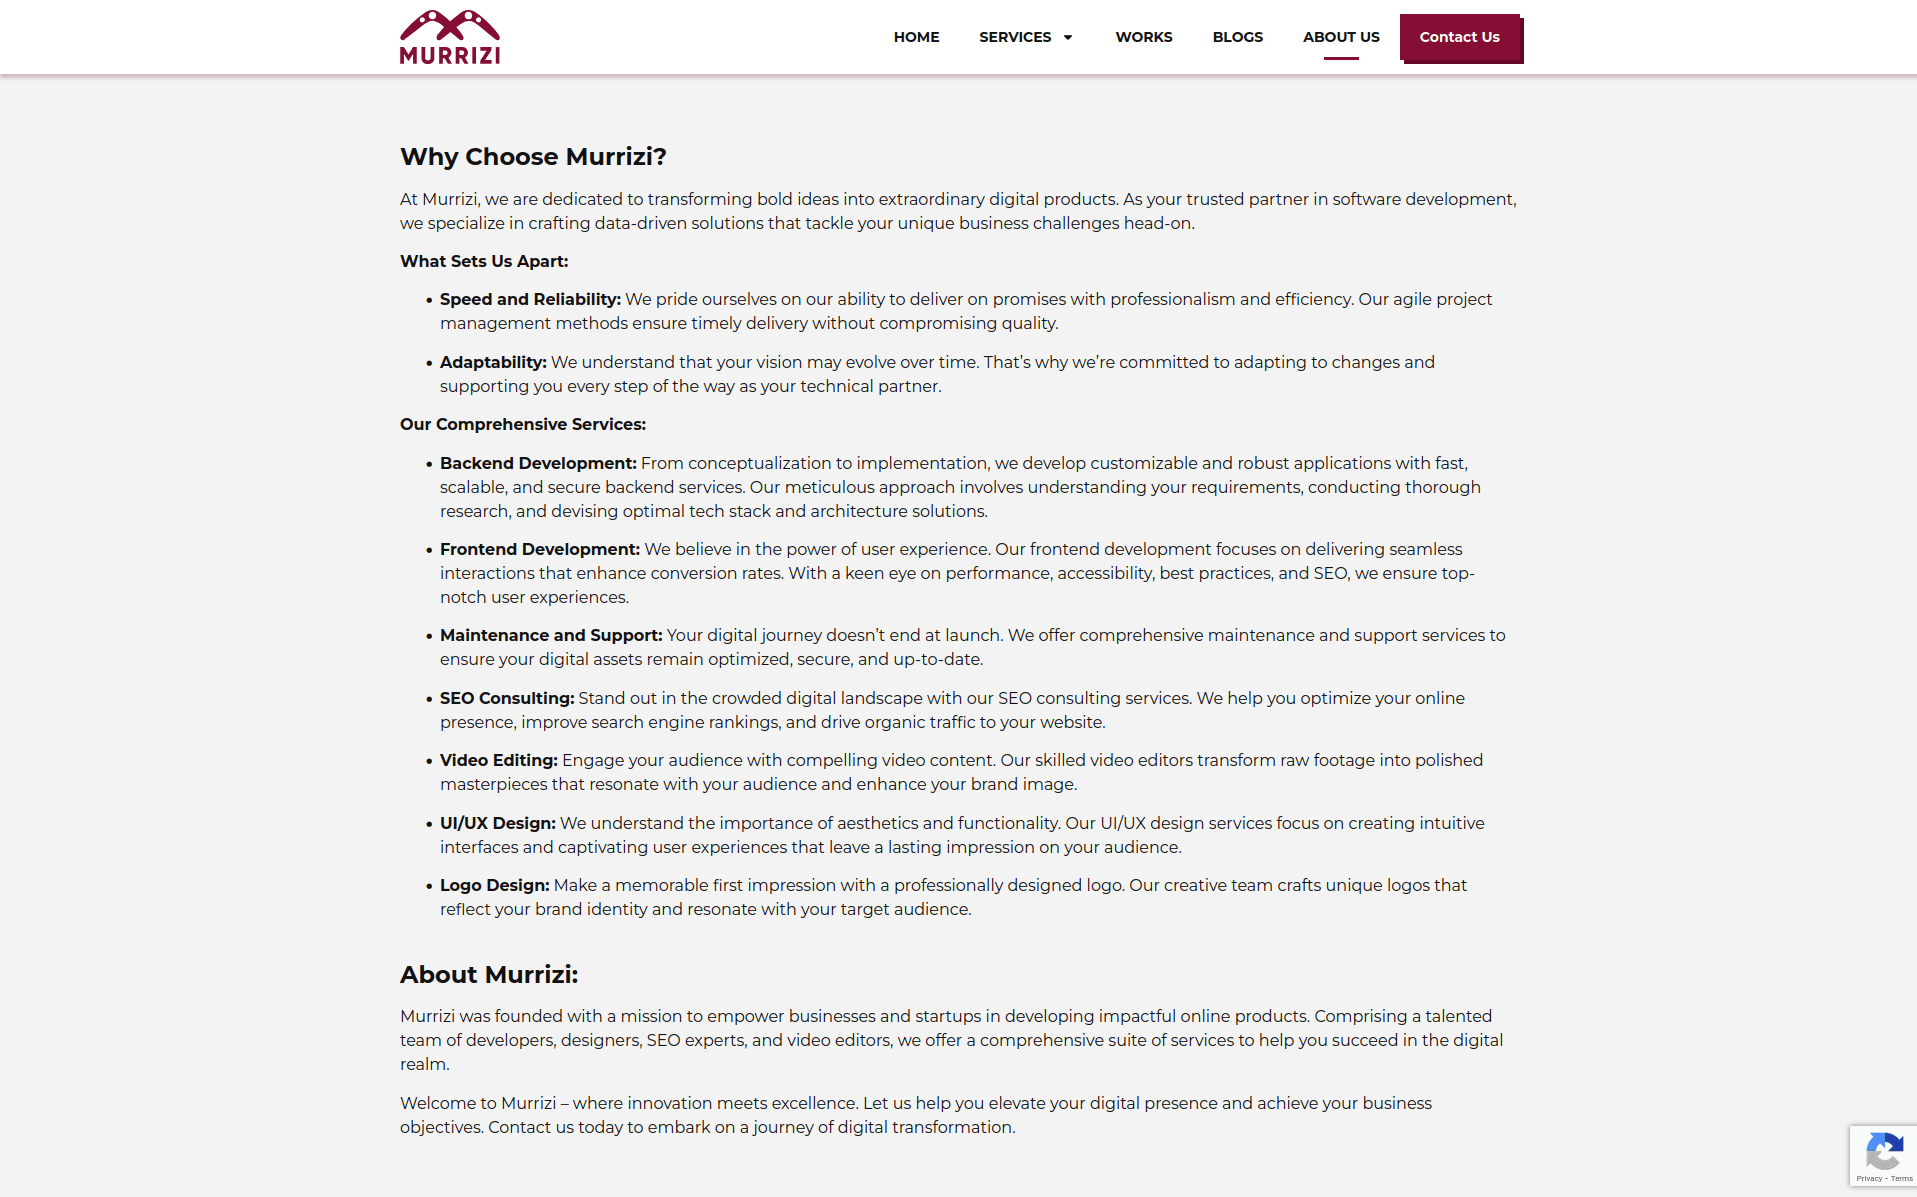 MURRIZI
HOME SERVICES WORKS BLOGS ABOUT US Contact Us
Why Choose Murrizi?
At Murrizi, we are dedicated to transforming bold ideas into extraordinary digital products. As your trusted partner in software development,
we specialize in crafting data-driven solutions that tackle your unique business challenges head-on.
What Sets Us Apart:
• Speed and Reliability: We pride ourselves on our ability to deliver on promises with professionalism and efficiency. Our agile project
management methods ensure timely delivery without compromising quality.
• Adaptability: We understand that your vision may evolve over time. That’s why we’re committed to adapting to changes and
supporting you every step of the way as your technical partner.
Our Comprehensive Services:
• Backend Development: From conceptualization to implementation, we develop customizable and robust applications with fast,
scalable, and secure backend services. Our meticulous approach involves understanding your requirements, conducting thorough
research, and devising optimal tech stack and architecture solutions.
• Frontend Development: We believe in the power of user experience. Our frontend development focuses on delivering seamless
interactions that enhance conversion rates. With a keen eye on performance, accessibility, best practices, and SEO, we ensure top-
notch user experiences.
• Maintenance and Support: Your digital journey doesn’t end at launch. We offer comprehensive maintenance and support services to
ensure your digital assets remain optimized, secure, and up-to-date.
• SEO Consulting: Stand out in the crowded digital landscape with our SEO consulting services. We help you optimize your online
presence, improve search engine rankings, and drive organic traffic to your website.
• Video Editing: Engage your audience with compelling video content. Our skilled video editors transform raw footage into polished
masterpieces that resonate with your audience and enhance your brand image.
• UI/UX Design: We understand the importance of aesthetics and functionality. Our UI/UX design services focus on creating intuitive
interfaces and captivating user experiences that leave a lasting impression on your audience.
• Logo Design: Make a memorable first impression with a professionally designed logo. Our creative team crafts unique logos that
reflect your brand identity and resonate with your target audience.
About Murrizi:
Murrizi was founded with a mission to empower businesses and startups in developing impactful online products. Comprising a talented
team of developers, designers, SEO experts, and video editors, we offer a comprehensive suite of services to help you succeed in the digital
realm.
Welcome to Murrizi – where innovation meets excellence. Let us help you elevate your digital presence and achieve your business
objectives. Contact us today to embark on a journey of digital transformation.
Privacy - Terms